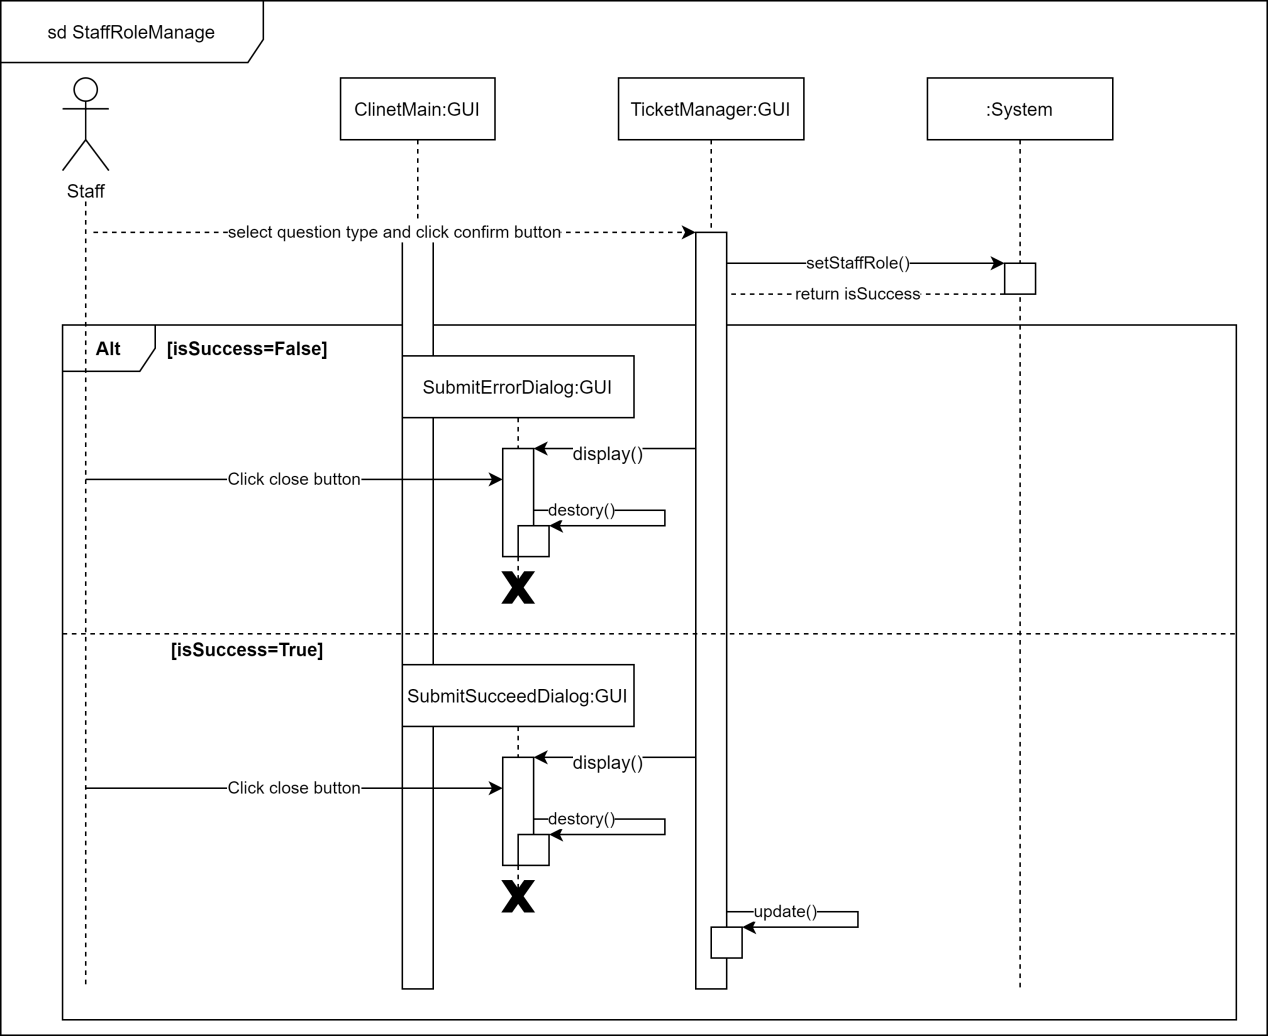 sd StaffRoleManage
ClinetMain:GUI
TicketManager:GUI
:System
Staff
select question type and click confirm button
setStaffRole()
return isSuccess
Alt
[isSuccess=False]
SubmitErrorDialog:GUI
display()
Click close button
destory()
X
[isSuccess=True]
SubmitSucceedDialog:GUI
display()
Click close button
destory()
X
update()